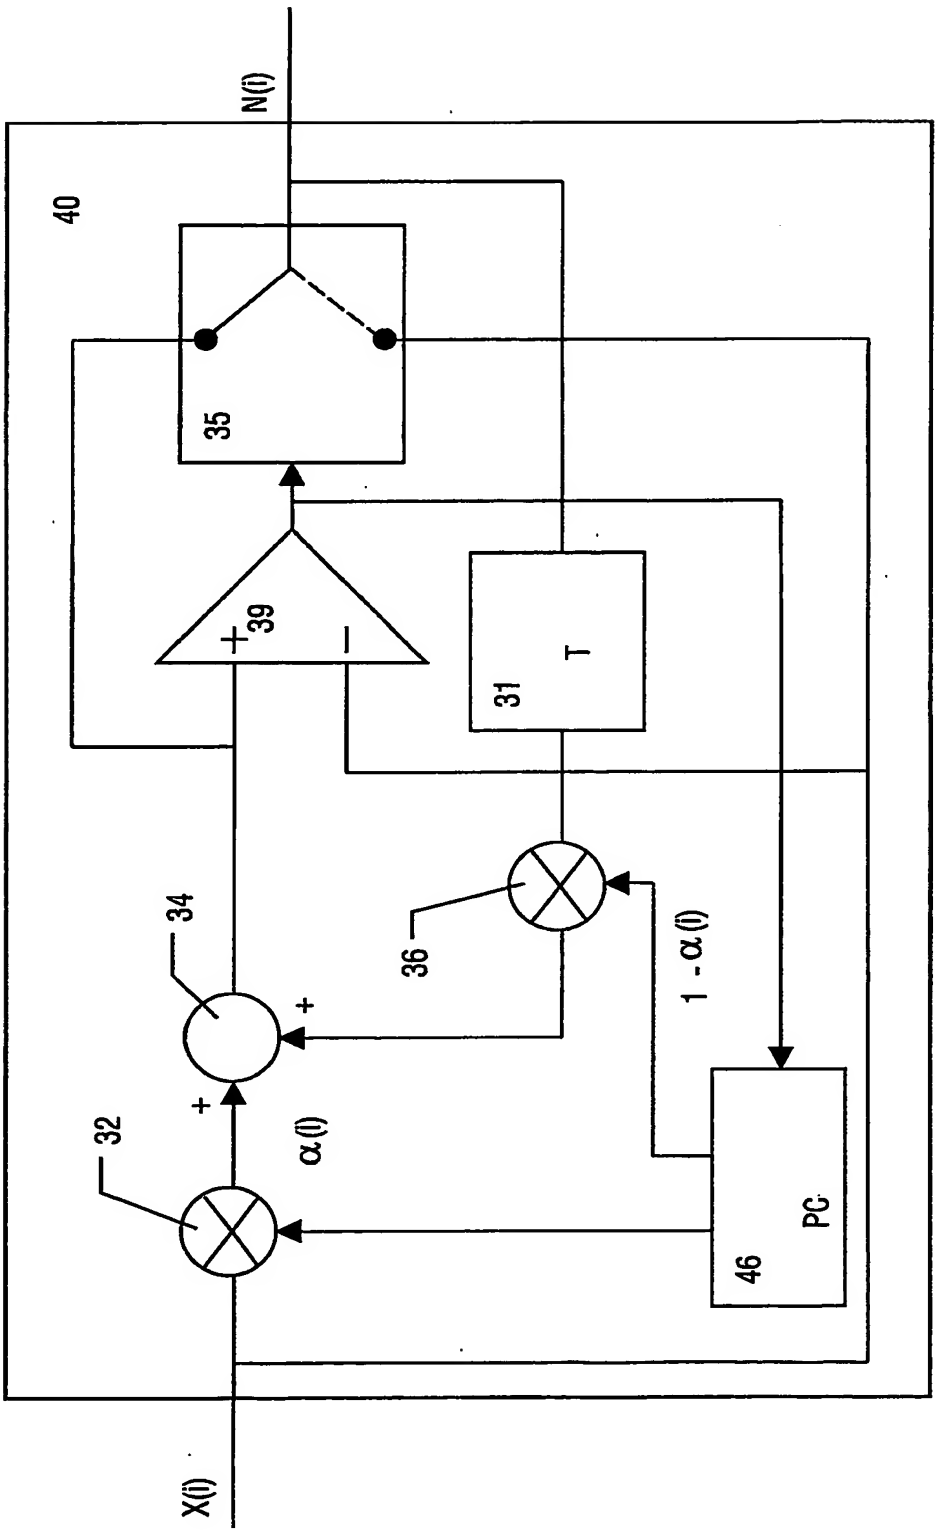 40
N(i)
35
+
39
−
31
T
34
36
+
+
32
α(i)
1 - α(i)
46
PC
X(i)